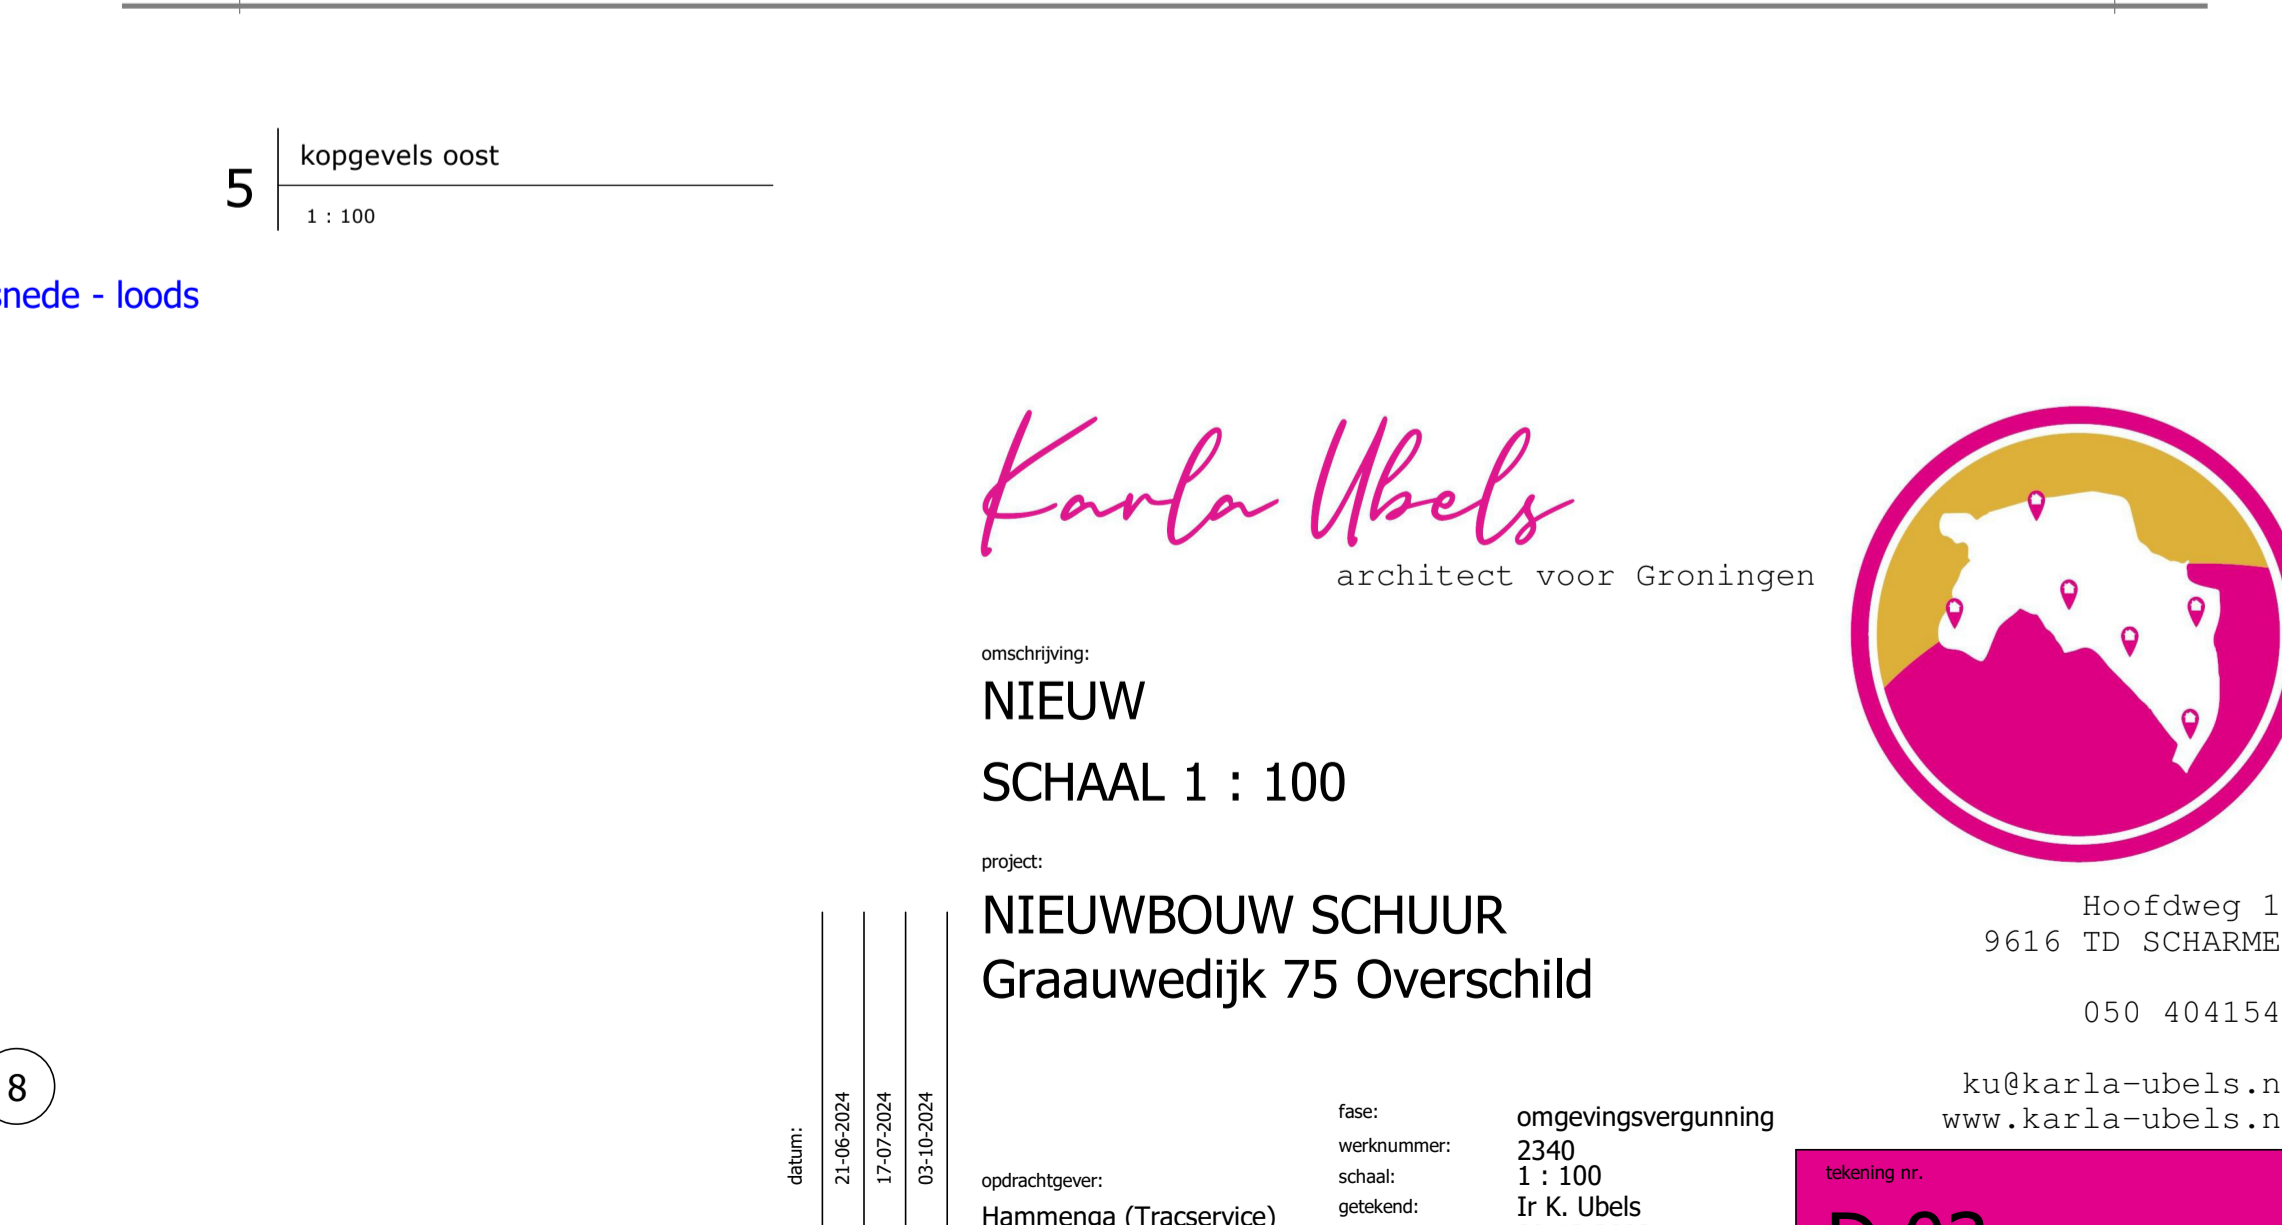 5
kopgevels oost
1 : 100
- loods
Karla Ubels
architect voor Groningen
omschrijving:
NIEUW
SCHAAL 1 : 100
project:
NIEUWBOUW SCHUUR
Graauwedijk 75 Overschild
Hoofdweg 1
9616 TD SCHARME
050 404154
ku@karla-ubels.n
www.karla-ubels.n
8
datum:
21-06-2024
17-07-2024
03-10-2024
opdrachtgever:
Hammenga (Tracservice)
fase: omgevingsvergunning
werknummer: 2340
schaal: 1 : 100
getekend: Ir K. Ubels
tekening nr.